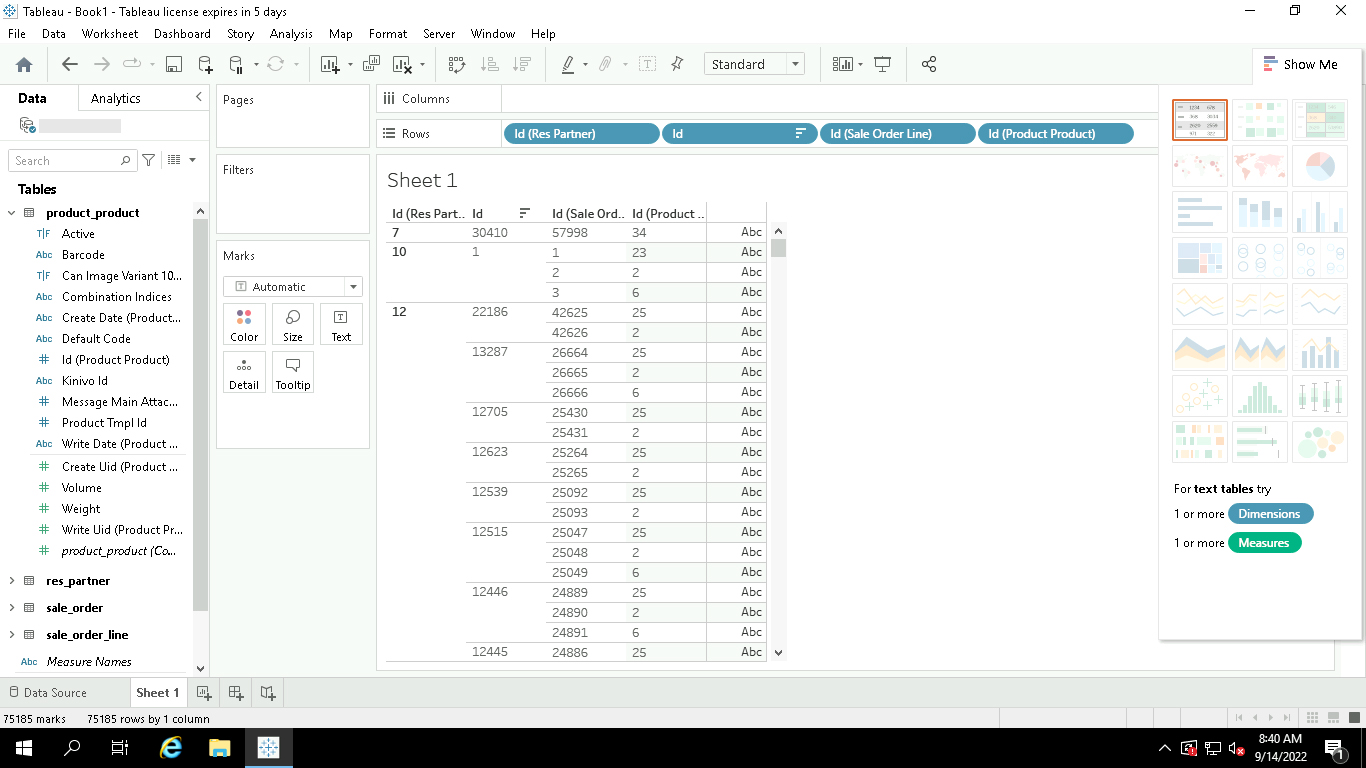 Tableau - Book1 - Tableau license expires in 5 days
File Data Worksheet Dashboard Story Analysis Map Format Server Window Help
Standard
Show Me
Data Analytics
Search
Tables
product_product
T|F Active
Abc Barcode
T|F Can Image Variant 10...
Abc Combination Indices
Abc Create Date (Product...
Abc Default Code
# Id (Product Product)
Abc Kinivo Id
# Message Main Attac...
# Product Tmpl Id
Abc Write Date (Product ...
# Create Uid (Product ...
# Volume
# Weight
# Write Uid (Product Pr...
# product_product (Co...
res_partner
sale_order
sale_order_line
Abc Measure Names
Pages
Filters
Marks
Automatic
Color Size Text
Detail Tooltip
Columns
Rows Id (Res Partner) Id Id (Sale Order Line) Id (Product Product)
Sheet 1
Id (Res Part.. Id Id (Sale Ord.. Id (Product ..
7 30410 57998 34 Abc
10 1 1 23 Abc
2 2 Abc
3 6 Abc
12 22186 42625 25 Abc
42626 2 Abc
13287 26664 25 Abc
26665 2 Abc
26666 6 Abc
12705 25430 25 Abc
25431 2 Abc
12623 25264 25 Abc
25265 2 Abc
12539 25092 25 Abc
25093 2 Abc
12515 25047 25 Abc
25048 2 Abc
25049 6 Abc
12446 24889 25 Abc
24890 2 Abc
24891 6 Abc
12445 24886 25 Abc
For text tables try
1 or more Dimensions
1 or more Measures
Data Source Sheet 1
75185 marks 75185 rows by 1 column
8:40 AM
9/14/2022
1